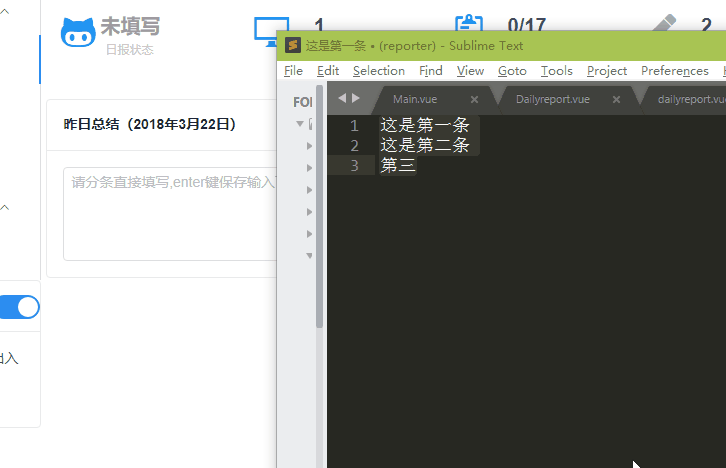 未填写
日报状态
1
0/17
2
昨日总结（2018年3月22日）
请分条直接填写,enter键保存输入
出入
这是第一条 • (reporter) - Sublime Text
File Edit Selection Find View Goto Tools Project Preferences
FO
Main.vue × Dailyreport.vue × dailyreport.vu
1 这是第一条
2 这是第二条
3 第三